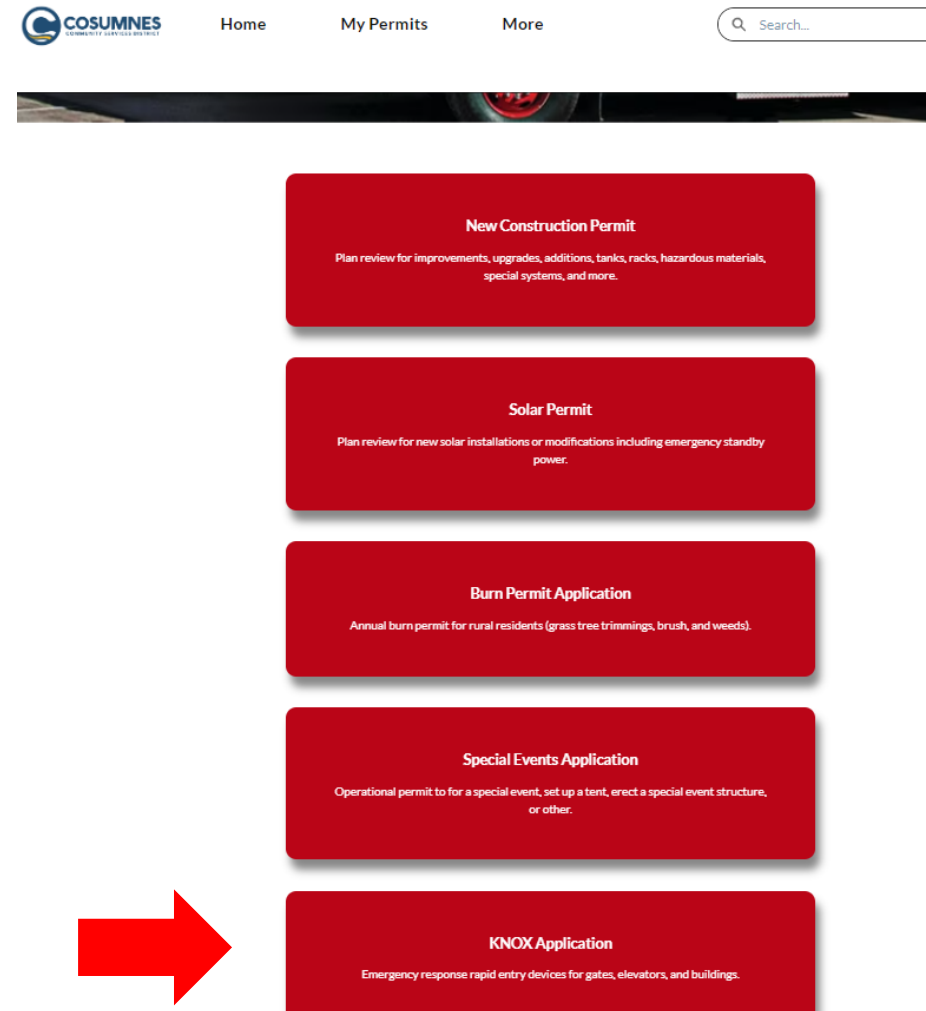 COSUMNES
COMMUNITY SERVICES DISTRICT
Home
My Permits
More
Search...
New Construction Permit
Plan review for improvements, upgrades, additions, tanks, racks, hazardous materials,
special systems, and more.
Solar Permit
Plan review for new solar installations or modifications including emergency standby
power.
Burn Permit Application
Annual burn permit for rural residents (grass tree trimmings, brush, and weeds).
Special Events Application
Operational permit to for a special event, set up a tent, erect a special event structure,
or other.
KNOX Application
Emergency response rapid entry devices for gates, elevators, and buildings.